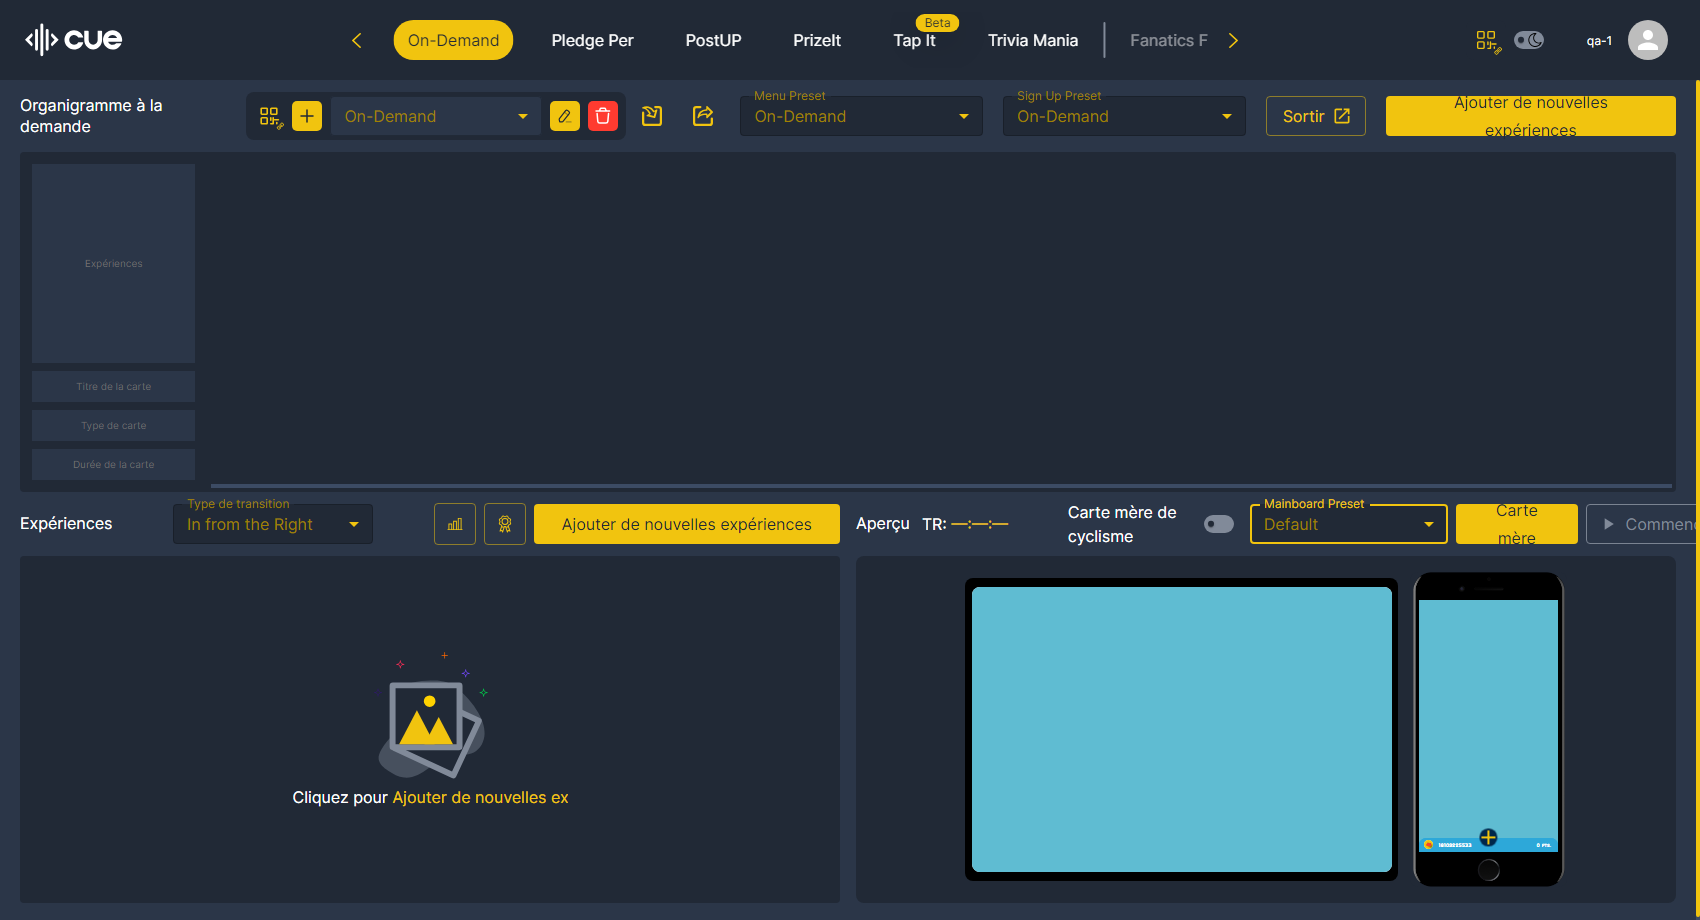 cue
On-Demand
Pledge Per
PostUP
PrizeIt
Beta
Tap It
Trivia Mania
Fanatics F
qa-1
Organigramme à la
demande
On-Demand
Menu Preset
On-Demand
Sign Up Preset
On-Demand
Sortir
Ajouter de nouvelles
expériences
Expériences
Titre de la carte
Type de carte
Durée de la carte
Expériences
Type de transition
In from the Right
Ajouter de nouvelles expériences
Aperçu
TR: —:—:—
Carte mère de
cyclisme
Mainboard Preset
Default
Carte
mère
Commenc
Cliquez pour Ajouter de nouvelles ex
0 PTS.